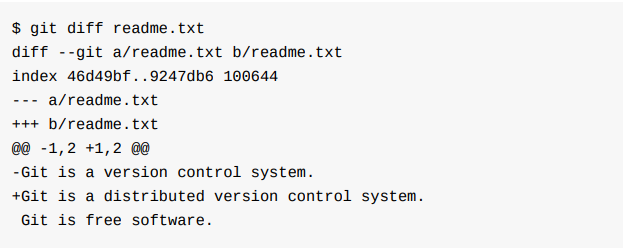 $ git diff readme.txt
diff --git a/readme.txt b/readme.txt
index 46d49bf..9247db6 100644
--- a/readme.txt
+++ b/readme.txt
@@ -1,2 +1,2 @@
-Git is a version control system.
+Git is a distributed version control system.
 Git is free software.